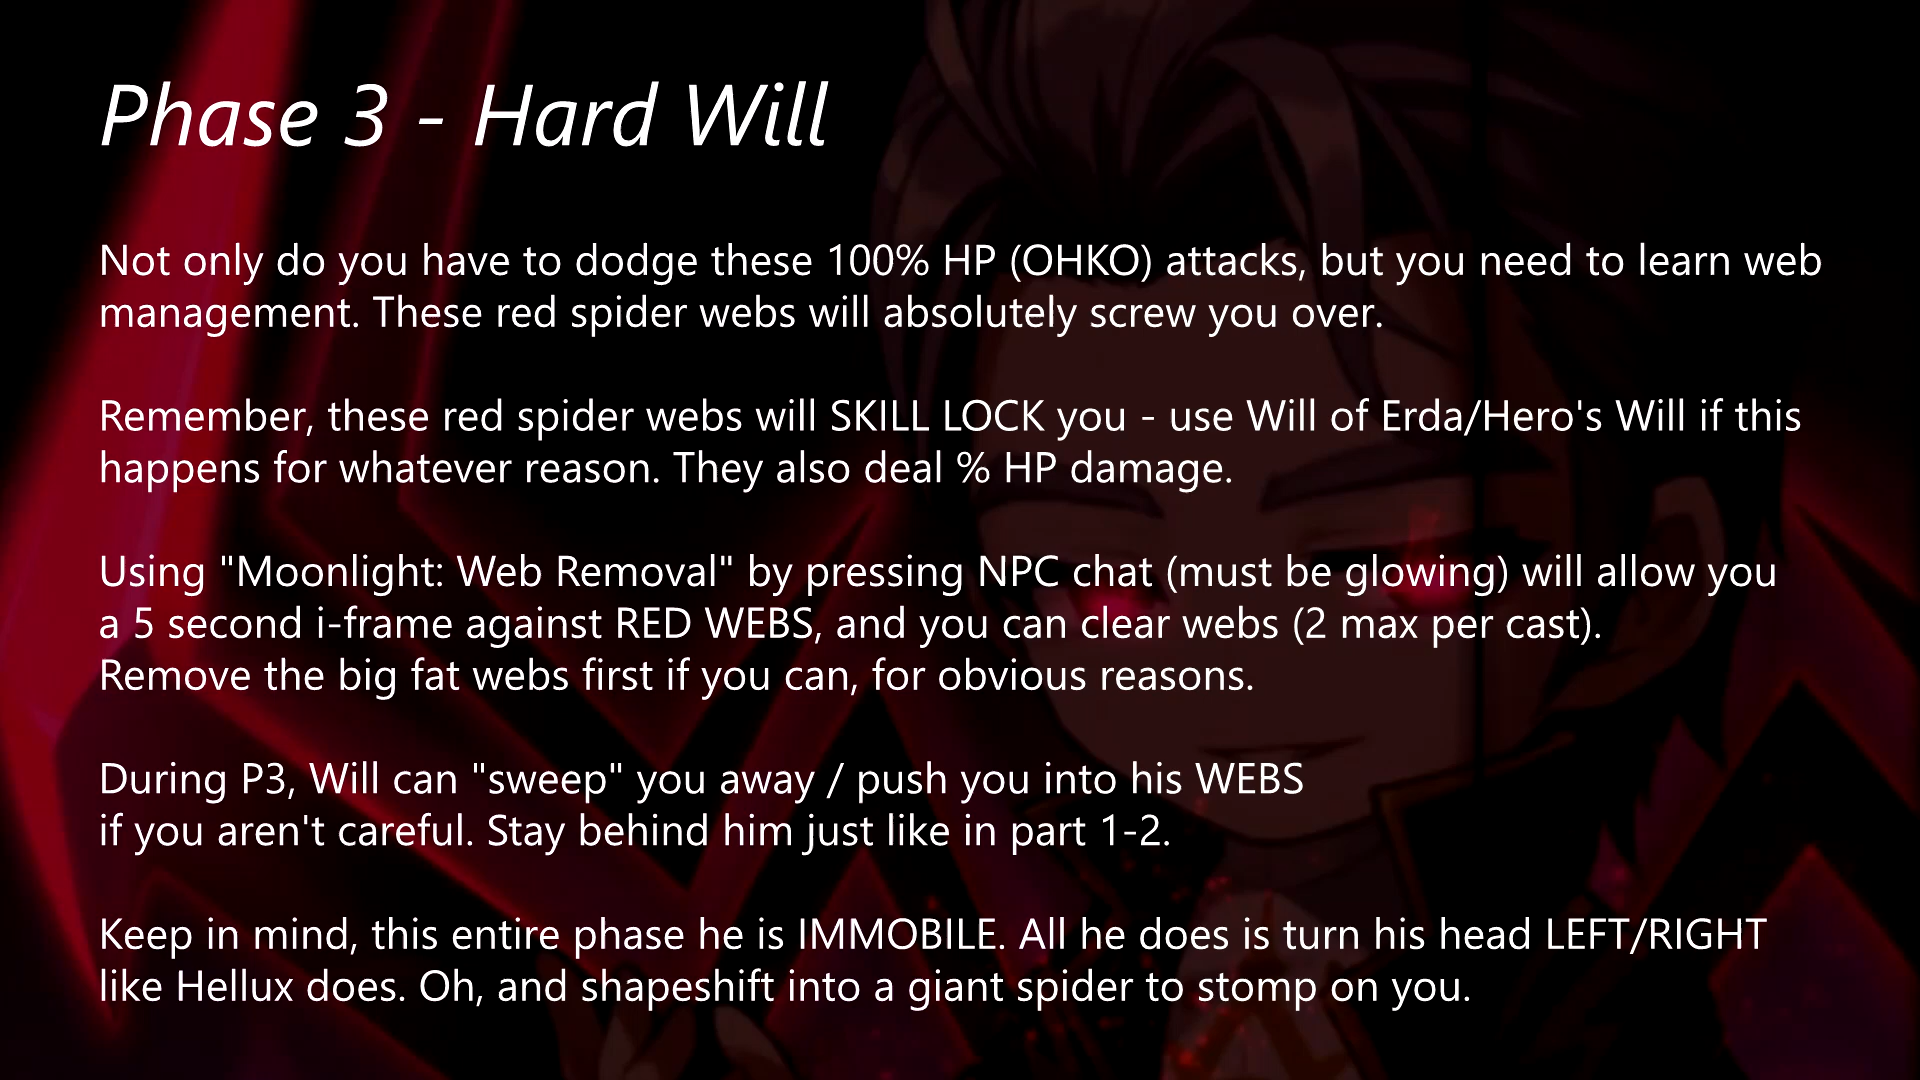 Phase 3 - Hard Will
Not only do you have to dodge these 100% HP (OHKO) attacks, but you need to learn web
management. These red spider webs will absolutely screw you over.
Remember, these red spider webs will SKILL LOCK you - use Will of Erda/Hero's Will if this
happens for whatever reason. They also deal % HP damage.
Using "Moonlight: Web Removal" by pressing NPC chat (must be glowing) will allow you
a 5 second i-frame against RED WEBS, and you can clear webs (2 max per cast).
Remove the big fat webs first if you can, for obvious reasons.
During P3, Will can "sweep" you away / push you into his WEBS
if you aren't careful. Stay behind him just like in part 1-2.
Keep in mind, this entire phase he is IMMOBILE. All he does is turn his head LEFT/RIGHT
like Hellux does. Oh, and shapeshift into a giant spider to stomp on you.